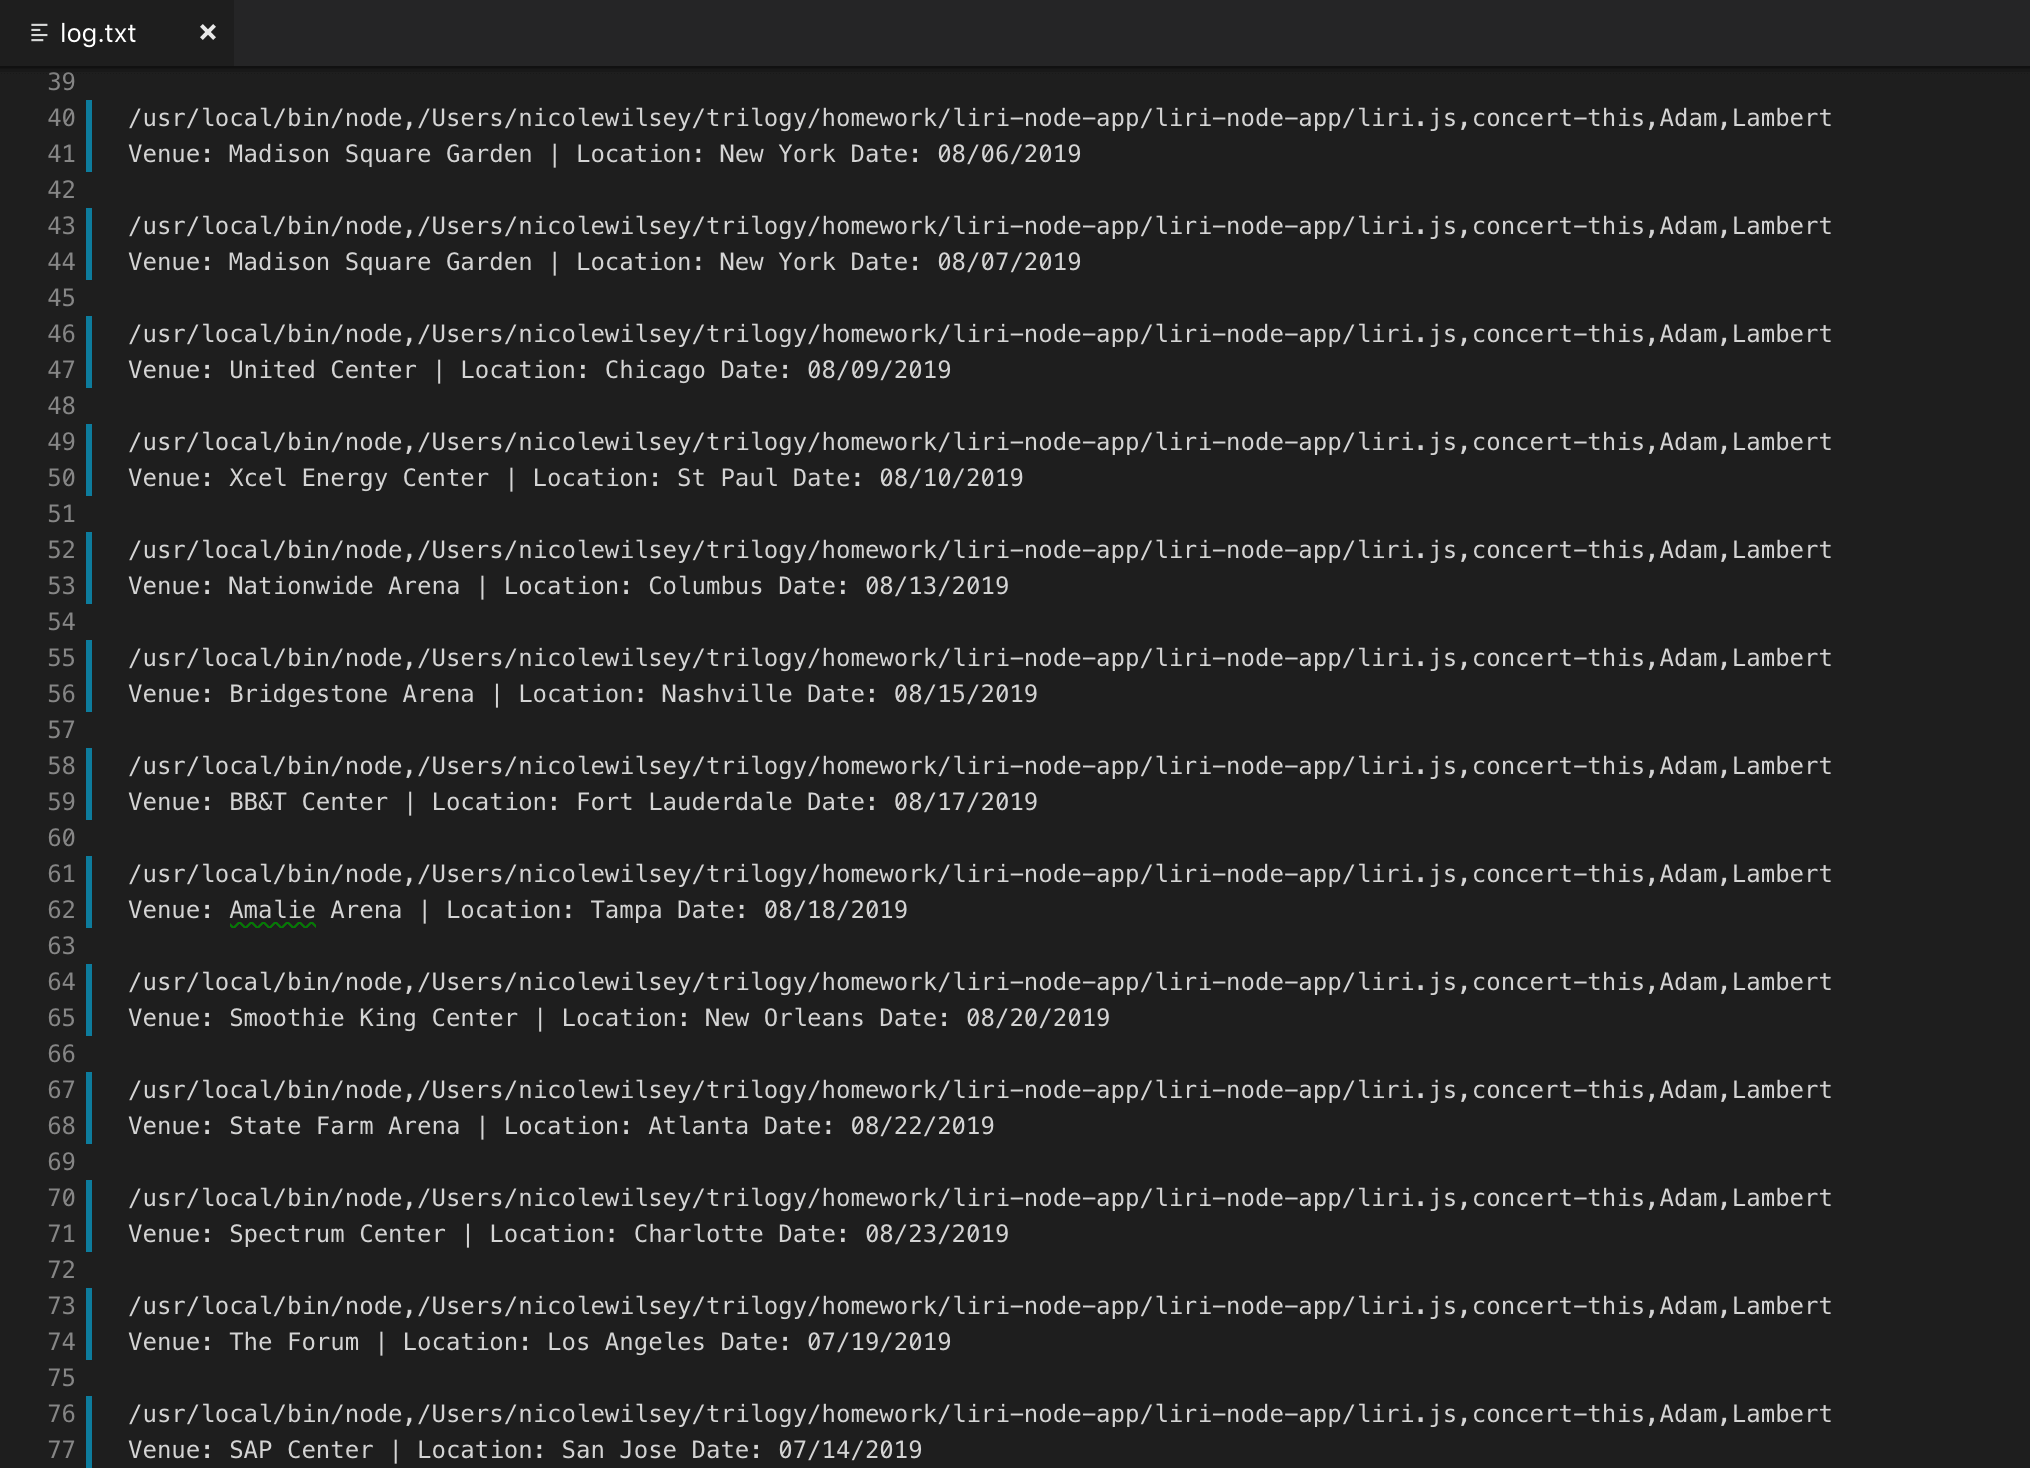 log.txt
39
40 /usr/local/bin/node,/Users/nicolewilsey/trilogy/homework/liri-node-app/liri-node-app/liri.js,concert-this,Adam,Lambert
41 Venue: Madison Square Garden | Location: New York Date: 08/06/2019
42
43 /usr/local/bin/node,/Users/nicolewilsey/trilogy/homework/liri-node-app/liri-node-app/liri.js,concert-this,Adam,Lambert
44 Venue: Madison Square Garden | Location: New York Date: 08/07/2019
45
46 /usr/local/bin/node,/Users/nicolewilsey/trilogy/homework/liri-node-app/liri-node-app/liri.js,concert-this,Adam,Lambert
47 Venue: United Center | Location: Chicago Date: 08/09/2019
48
49 /usr/local/bin/node,/Users/nicolewilsey/trilogy/homework/liri-node-app/liri-node-app/liri.js,concert-this,Adam,Lambert
50 Venue: Xcel Energy Center | Location: St Paul Date: 08/10/2019
51
52 /usr/local/bin/node,/Users/nicolewilsey/trilogy/homework/liri-node-app/liri-node-app/liri.js,concert-this,Adam,Lambert
53 Venue: Nationwide Arena | Location: Columbus Date: 08/13/2019
54
55 /usr/local/bin/node,/Users/nicolewilsey/trilogy/homework/liri-node-app/liri-node-app/liri.js,concert-this,Adam,Lambert
56 Venue: Bridgestone Arena | Location: Nashville Date: 08/15/2019
57
58 /usr/local/bin/node,/Users/nicolewilsey/trilogy/homework/liri-node-app/liri-node-app/liri.js,concert-this,Adam,Lambert
59 Venue: BB&T Center | Location: Fort Lauderdale Date: 08/17/2019
60
61 /usr/local/bin/node,/Users/nicolewilsey/trilogy/homework/liri-node-app/liri-node-app/liri.js,concert-this,Adam,Lambert
62 Venue: Amalie Arena | Location: Tampa Date: 08/18/2019
63
64 /usr/local/bin/node,/Users/nicolewilsey/trilogy/homework/liri-node-app/liri-node-app/liri.js,concert-this,Adam,Lambert
65 Venue: Smoothie King Center | Location: New Orleans Date: 08/20/2019
66
67 /usr/local/bin/node,/Users/nicolewilsey/trilogy/homework/liri-node-app/liri-node-app/liri.js,concert-this,Adam,Lambert
68 Venue: State Farm Arena | Location: Atlanta Date: 08/22/2019
69
70 /usr/local/bin/node,/Users/nicolewilsey/trilogy/homework/liri-node-app/liri-node-app/liri.js,concert-this,Adam,Lambert
71 Venue: Spectrum Center | Location: Charlotte Date: 08/23/2019
72
73 /usr/local/bin/node,/Users/nicolewilsey/trilogy/homework/liri-node-app/liri-node-app/liri.js,concert-this,Adam,Lambert
74 Venue: The Forum | Location: Los Angeles Date: 07/19/2019
75
76 /usr/local/bin/node,/Users/nicolewilsey/trilogy/homework/liri-node-app/liri-node-app/liri.js,concert-this,Adam,Lambert
77 Venue: SAP Center | Location: San Jose Date: 07/14/2019